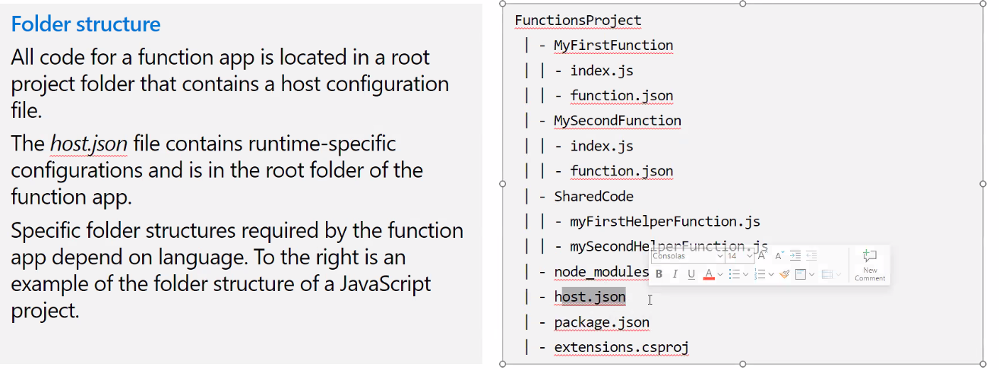 Folder structure
All code for a function app is located in a root
project folder that contains a host configuration
file.
The host.json file contains runtime-specific
configurations and is in the root folder of the
function app.
Specific folder structures required by the function
app depend on language. To the right is an
example of the folder structure of a JavaScript
project.
FunctionsProject
| - MyFirstFunction
| | - index.js
| | - function.json
| - MySecondFunction
| | - index.js
| | - function.json
| - SharedCode
| | - myFirstHelperFunction.js
| | - mySecondHelperFunction.js
| - node_modules
| - host.json
| - package.json
| - extensions.csproj
Consolas 14 A A
B I U A
New
Comment